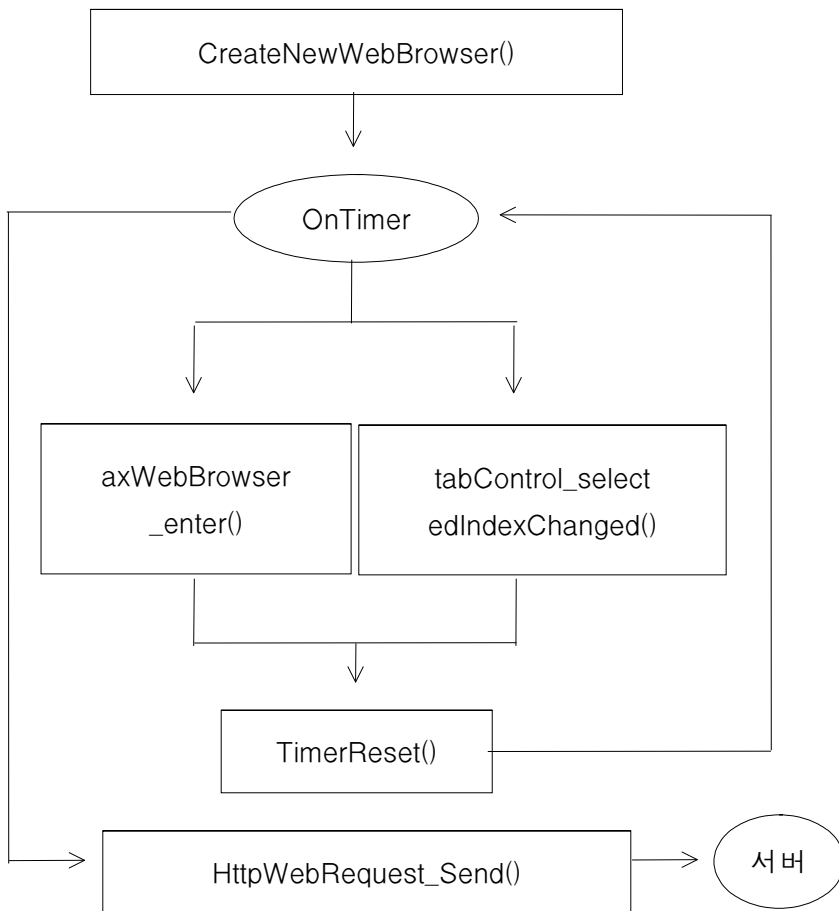 CreateNewWebBrowser()
OnTimer
axWebBrowser
_enter()
tabControl_select
edIndexChanged()
TimerReset()
HttpWebRequest_Send()
서버